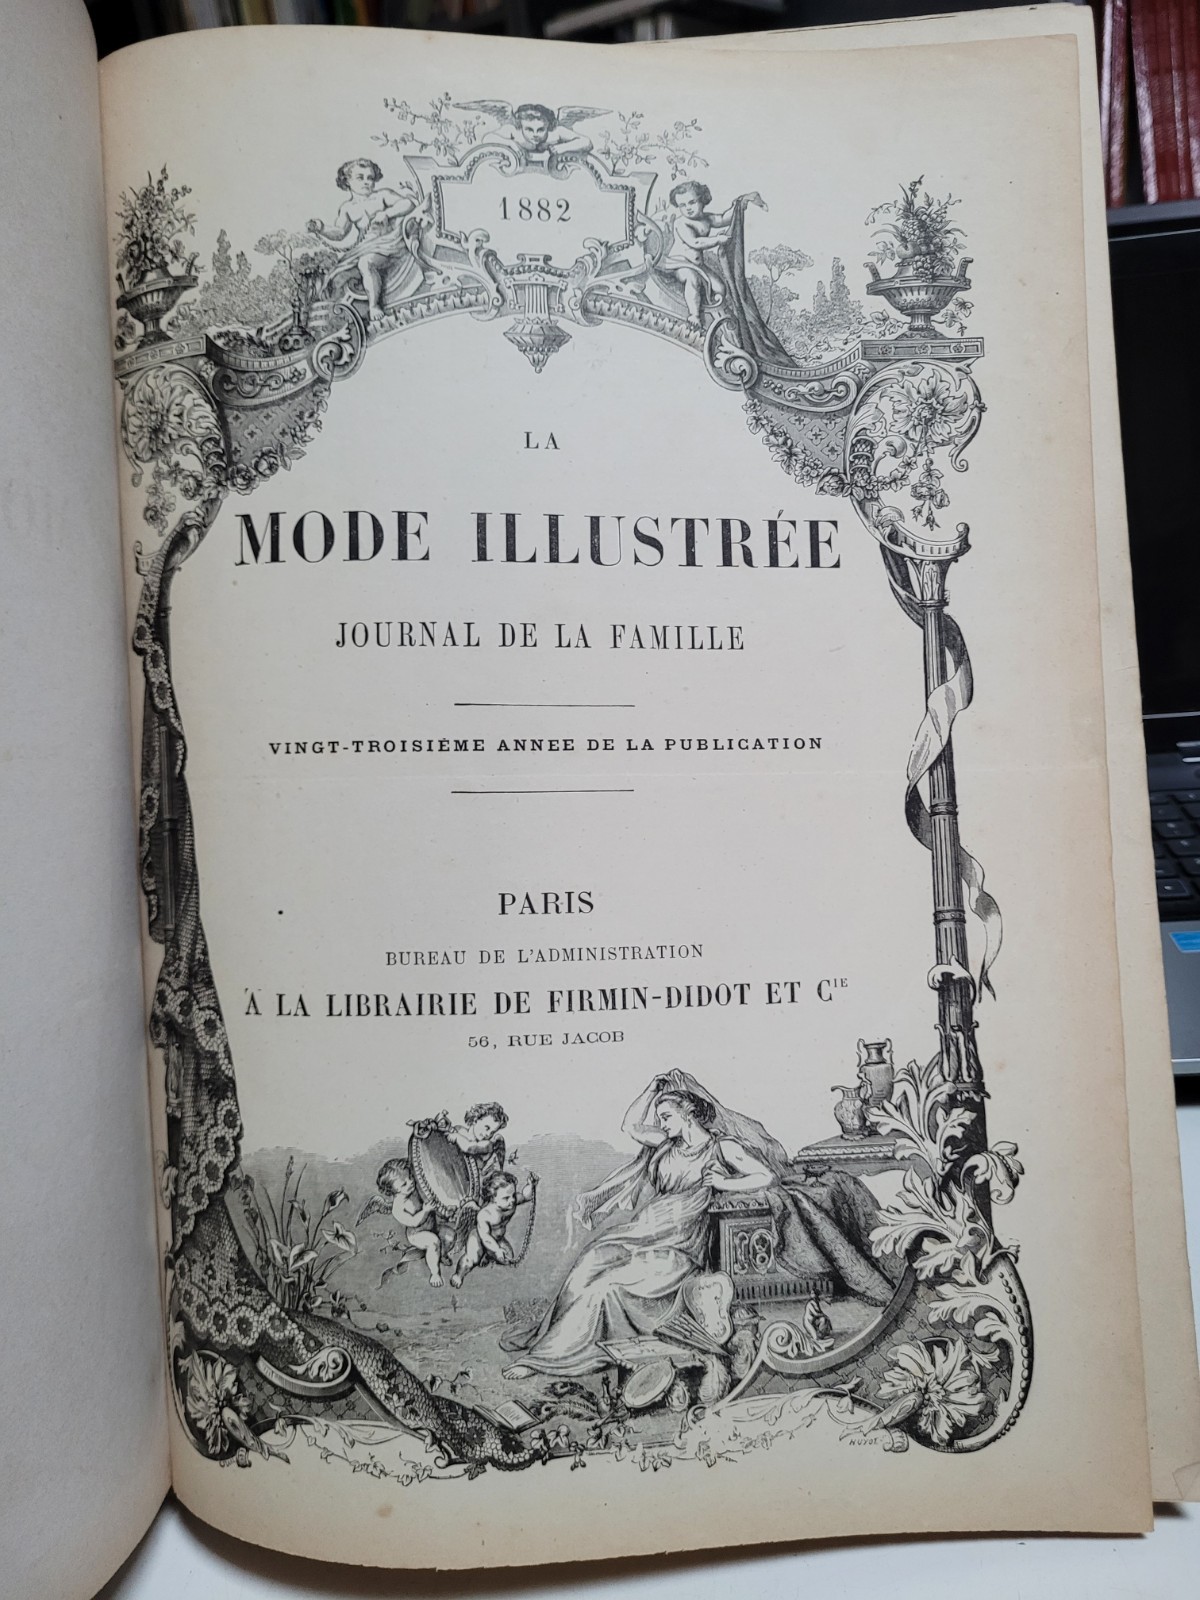 1882
LA
MODE ILLUSTRÉE
JOURNAL DE LA FAMILLE
VINGT-TROISIÈME ANNEE DE LA PUBLICATION
PARIS
BUREAU DE L'ADMINISTRATION
A LA LIBRAIRIE DE FIRMIN-DIDOT ET CIE
56, RUE JACOB
HUYOT